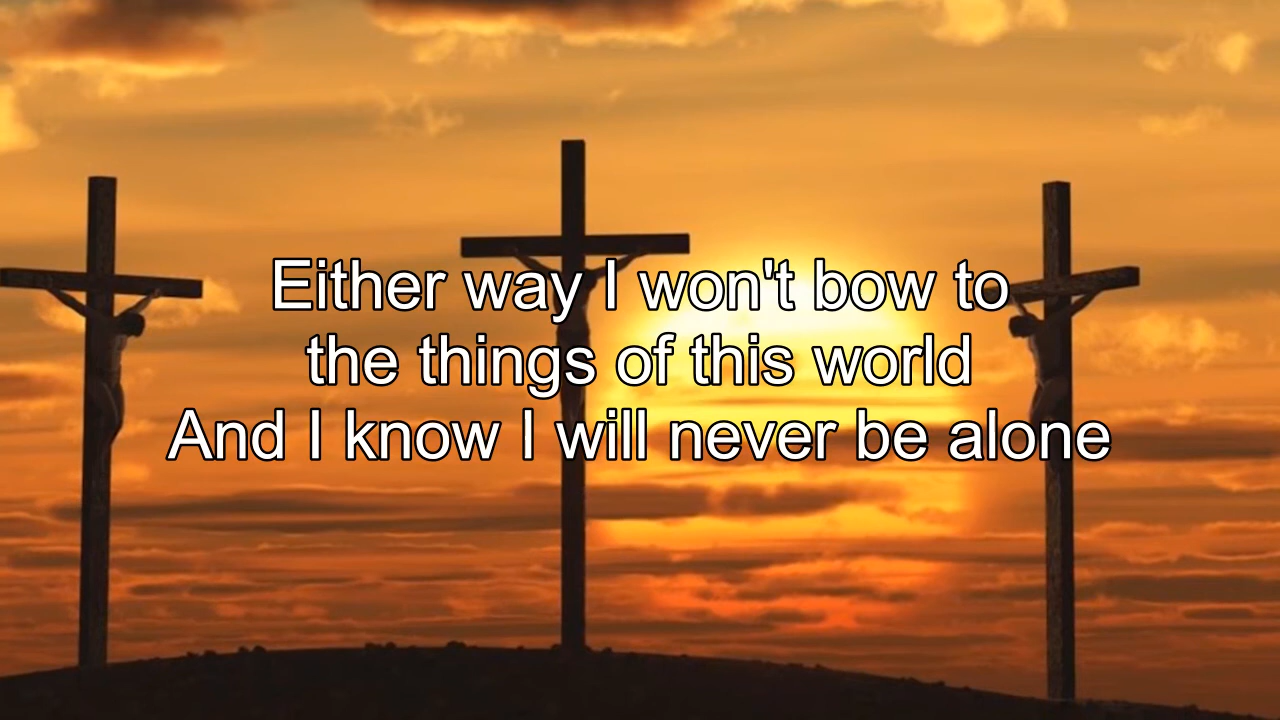 Either way I won't bow to
the things of this world
And I know I will never be alone